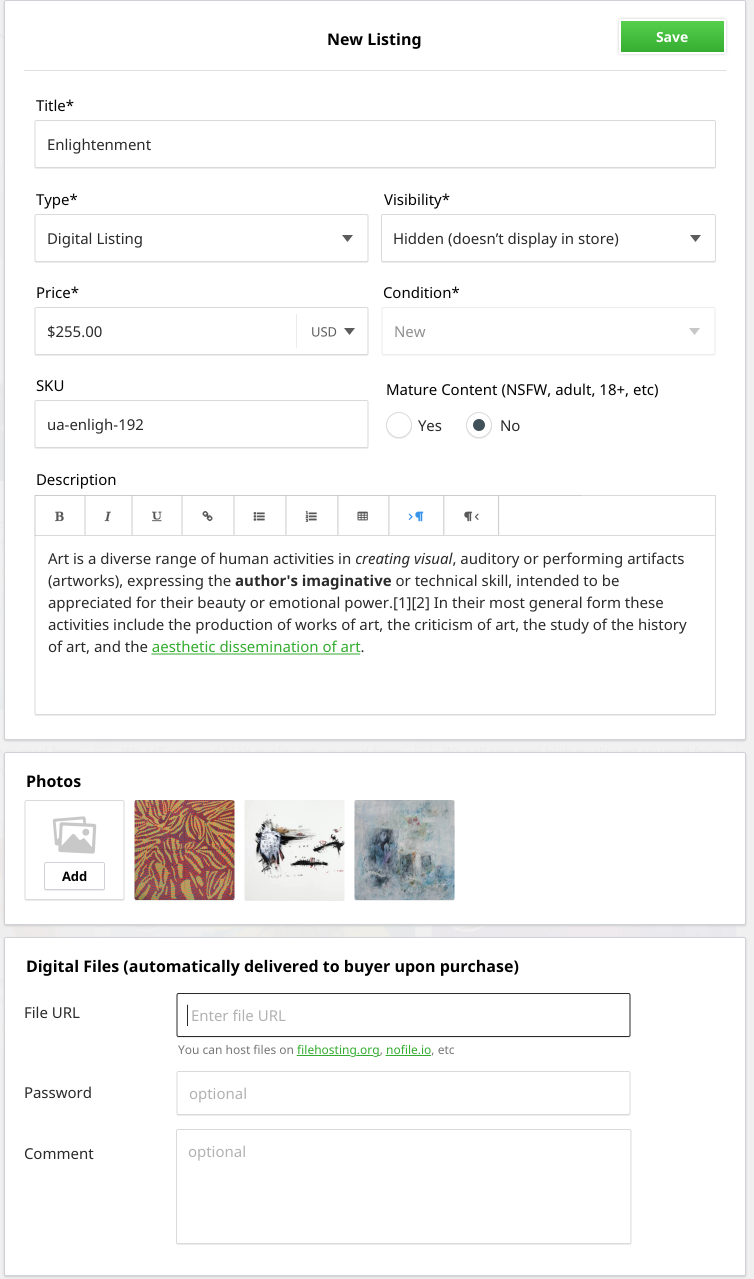 New Listing
Save
Title*
Enlightenment
Type*
Visibility*
Digital Listing
Hidden (doesn’t display in store)
Price*
Condition*
$255.00
USD
New
SKU
Mature Content (NSFW, adult, 18+, etc)
ua-enligh-192
Yes
No
Description
B I U
Art is a diverse range of human activities in creating visual, auditory or performing artifacts
(artworks), expressing the author's imaginative or technical skill, intended to be
appreciated for their beauty or emotional power.[1][2] In their most general form these
activities include the production of works of art, the criticism of art, the study of the history
of art, and the aesthetic dissemination of art.
Photos
Add
Digital Files (automatically delivered to buyer upon purchase)
File URL
Enter file URL
You can host files on filehosting.org, nofile.io, etc
Password
optional
Comment
optional